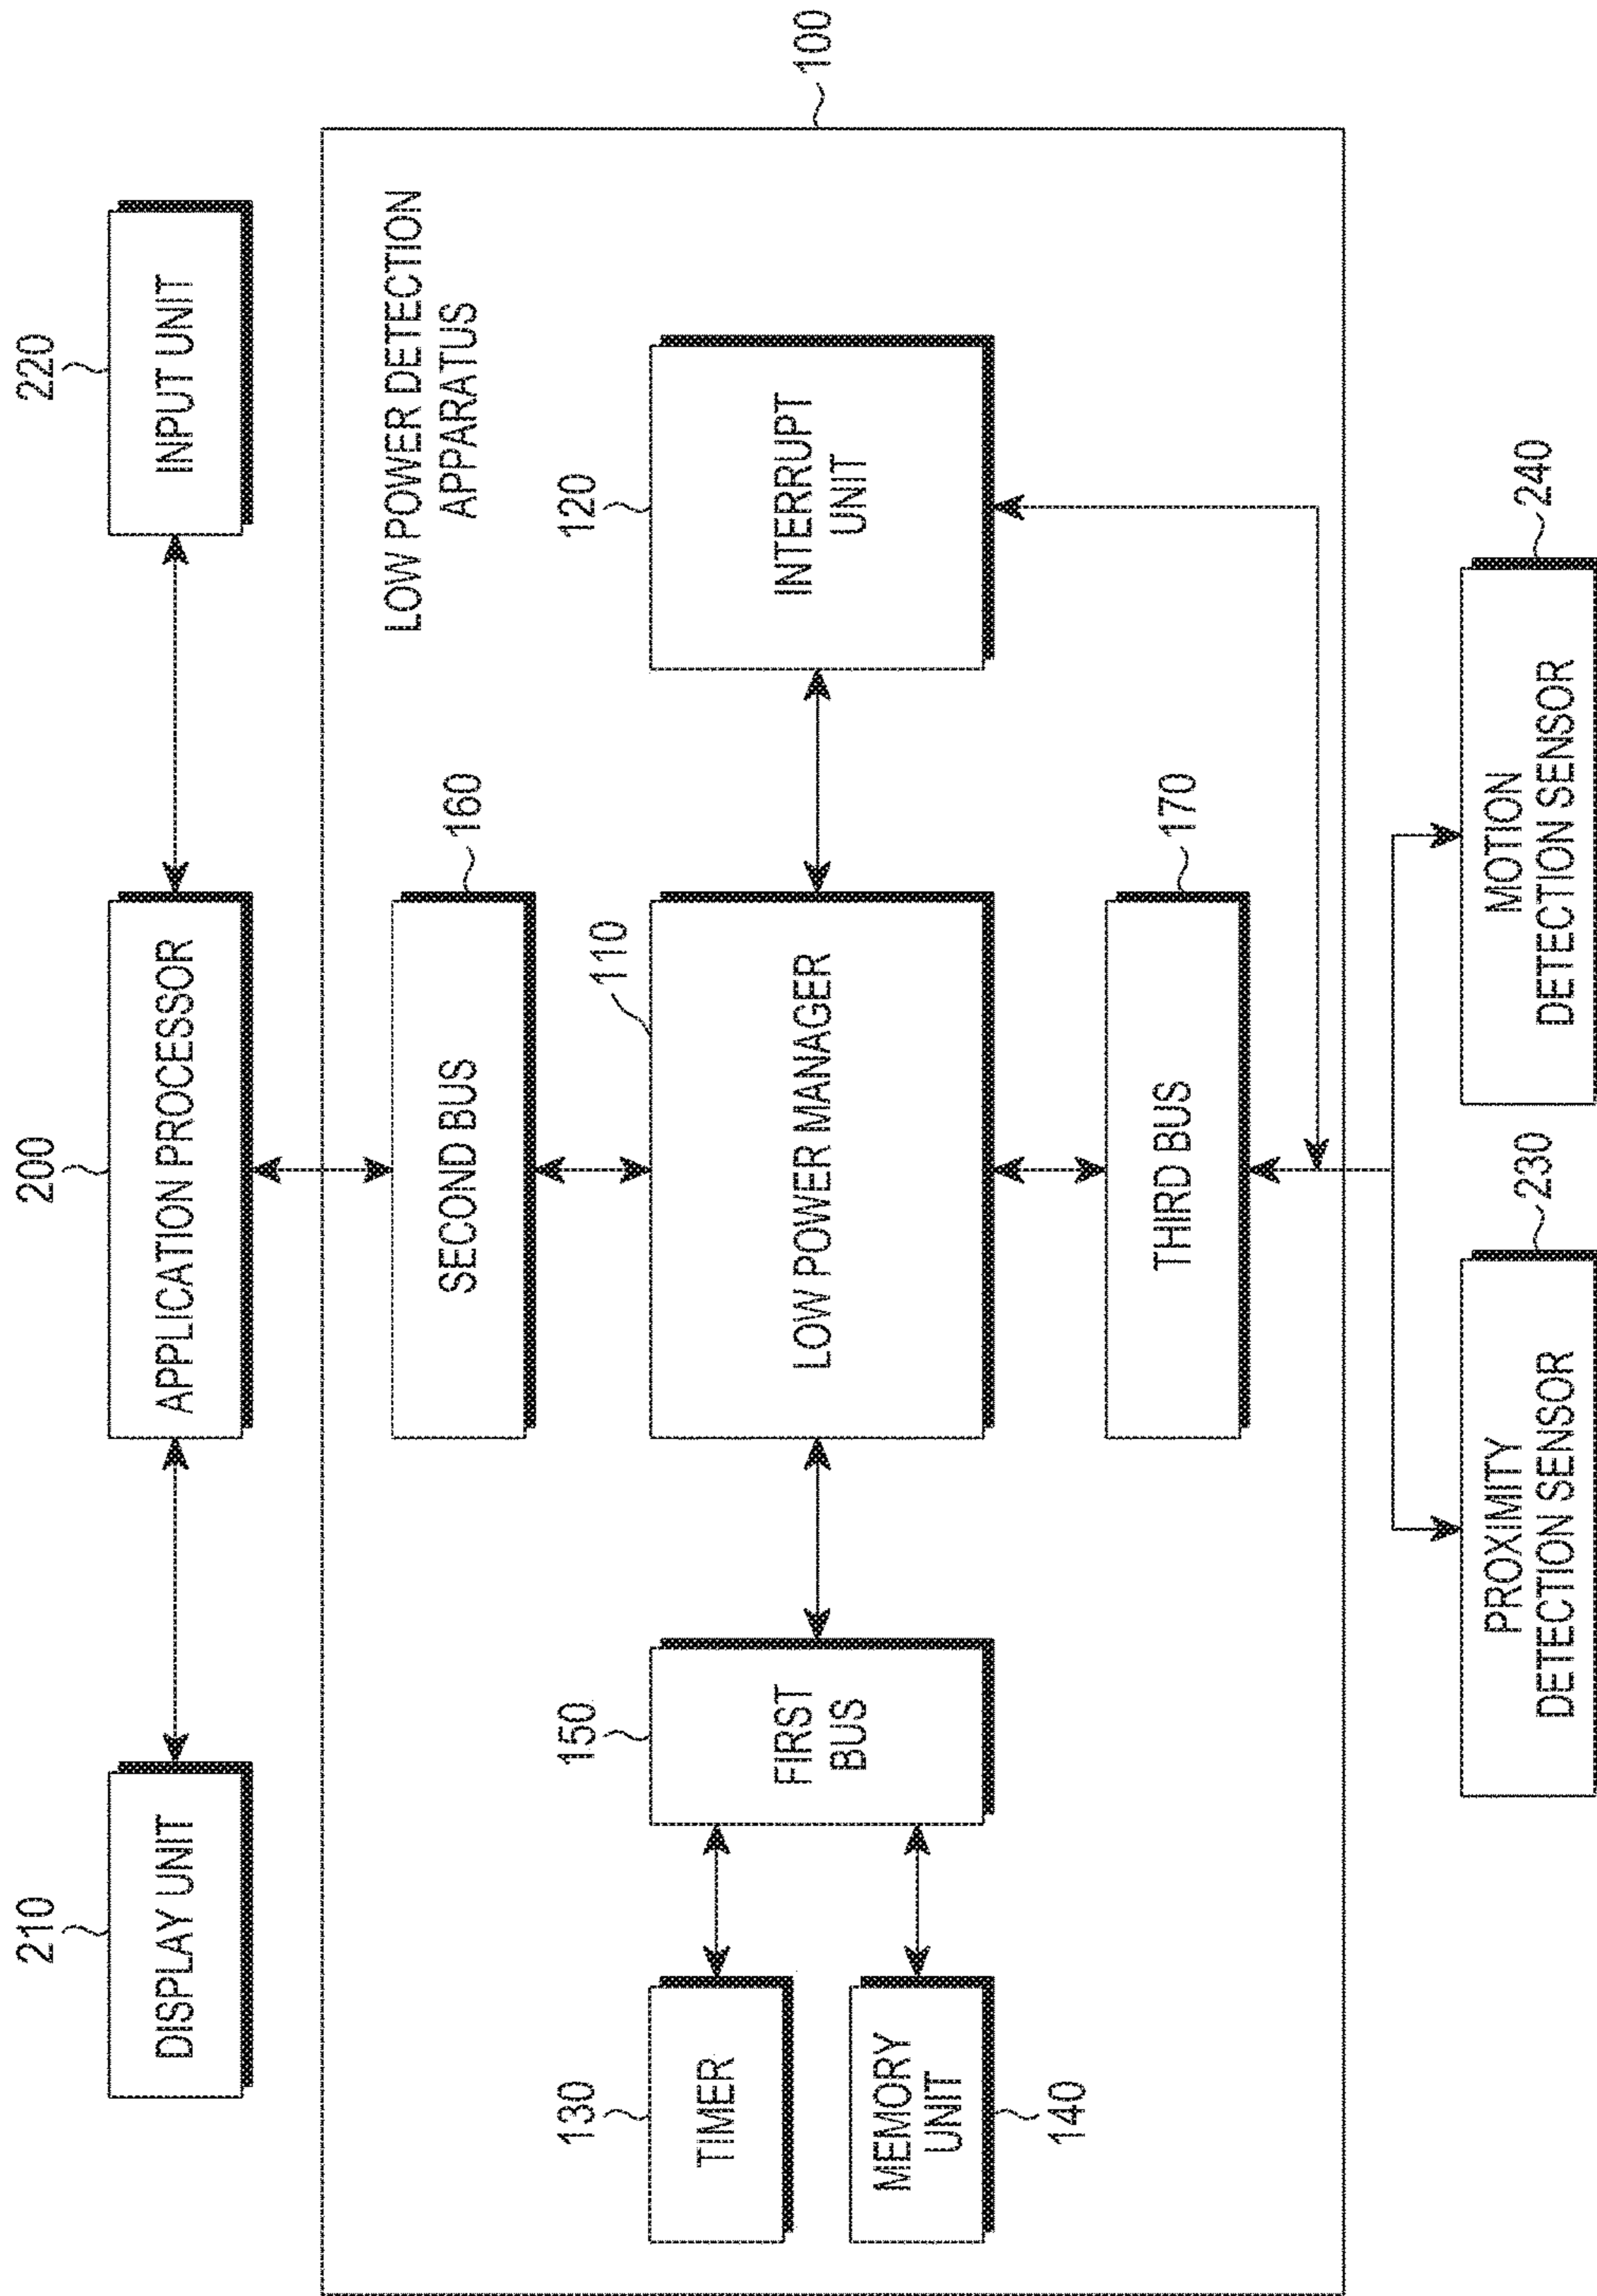 210
DISPLAY UNIT
200
APPLICATION PROCESSOR
220
INPUT UNIT
100
LOW POWER DETECTION
APPARATUS
160
SECOND BUS
130
TIMER
MEMORY
UNIT
140
150
FIRST
BUS
110
LOW POWER MANAGER
120
INTERRUPT
UNIT
170
THIRD BUS
230
PROXIMITY
DETECTION SENSOR
240
MOTION
DETECTION SENSOR